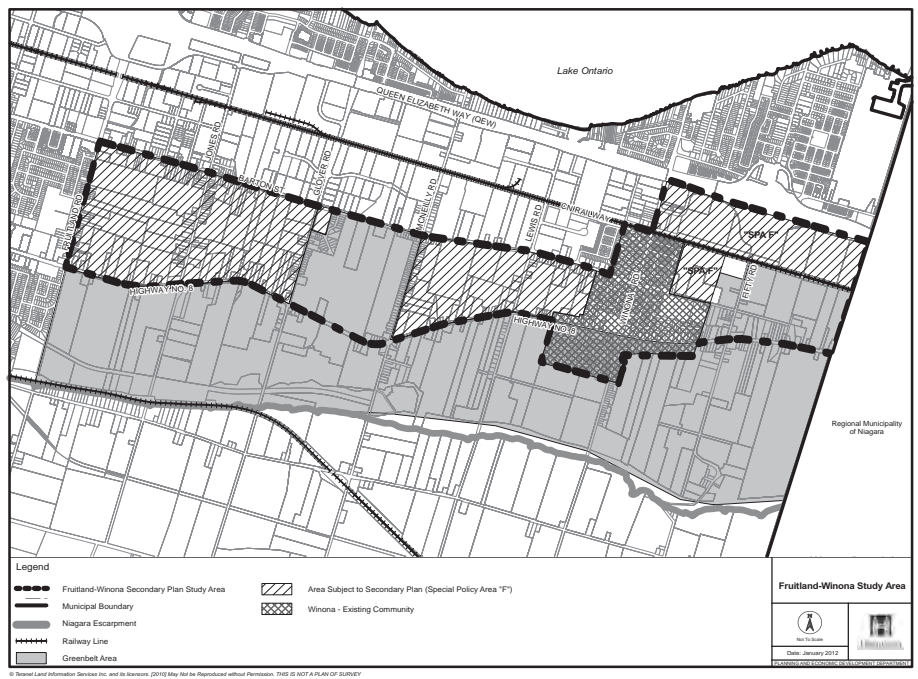 Lake Ontario
QUEEN ELIZABETH WAY (QEW)
JONES RD
GLOVER RD
BARTON ST
FRUITLAND RD
MCNEILLY RD
LEWIS RD
CN RAILWAY
"SPA F"
"SPA F"
WINONA RD
FIFTY RD
HIGHWAY NO. 8
HIGHWAY NO. 8
Regional Municipality
of Niagara
Legend
Fruitland-Winona Secondary Plan Study Area
Municipal Boundary
Niagara Escarpment
Railway Line
Greenbelt Area
Area Subject to Secondary Plan (Special Policy Area "F")
Winona - Existing Community
Fruitland-Winona Study Area
N
Not To Scale
Date: January 2012
PLANNING AND ECONOMIC DEVELOPMENT DEPARTMENT
© Teranet Land Information Services Inc. and its licensors. [2010] May Not be Reproduced without Permission. THIS IS NOT A PLAN OF SURVEY